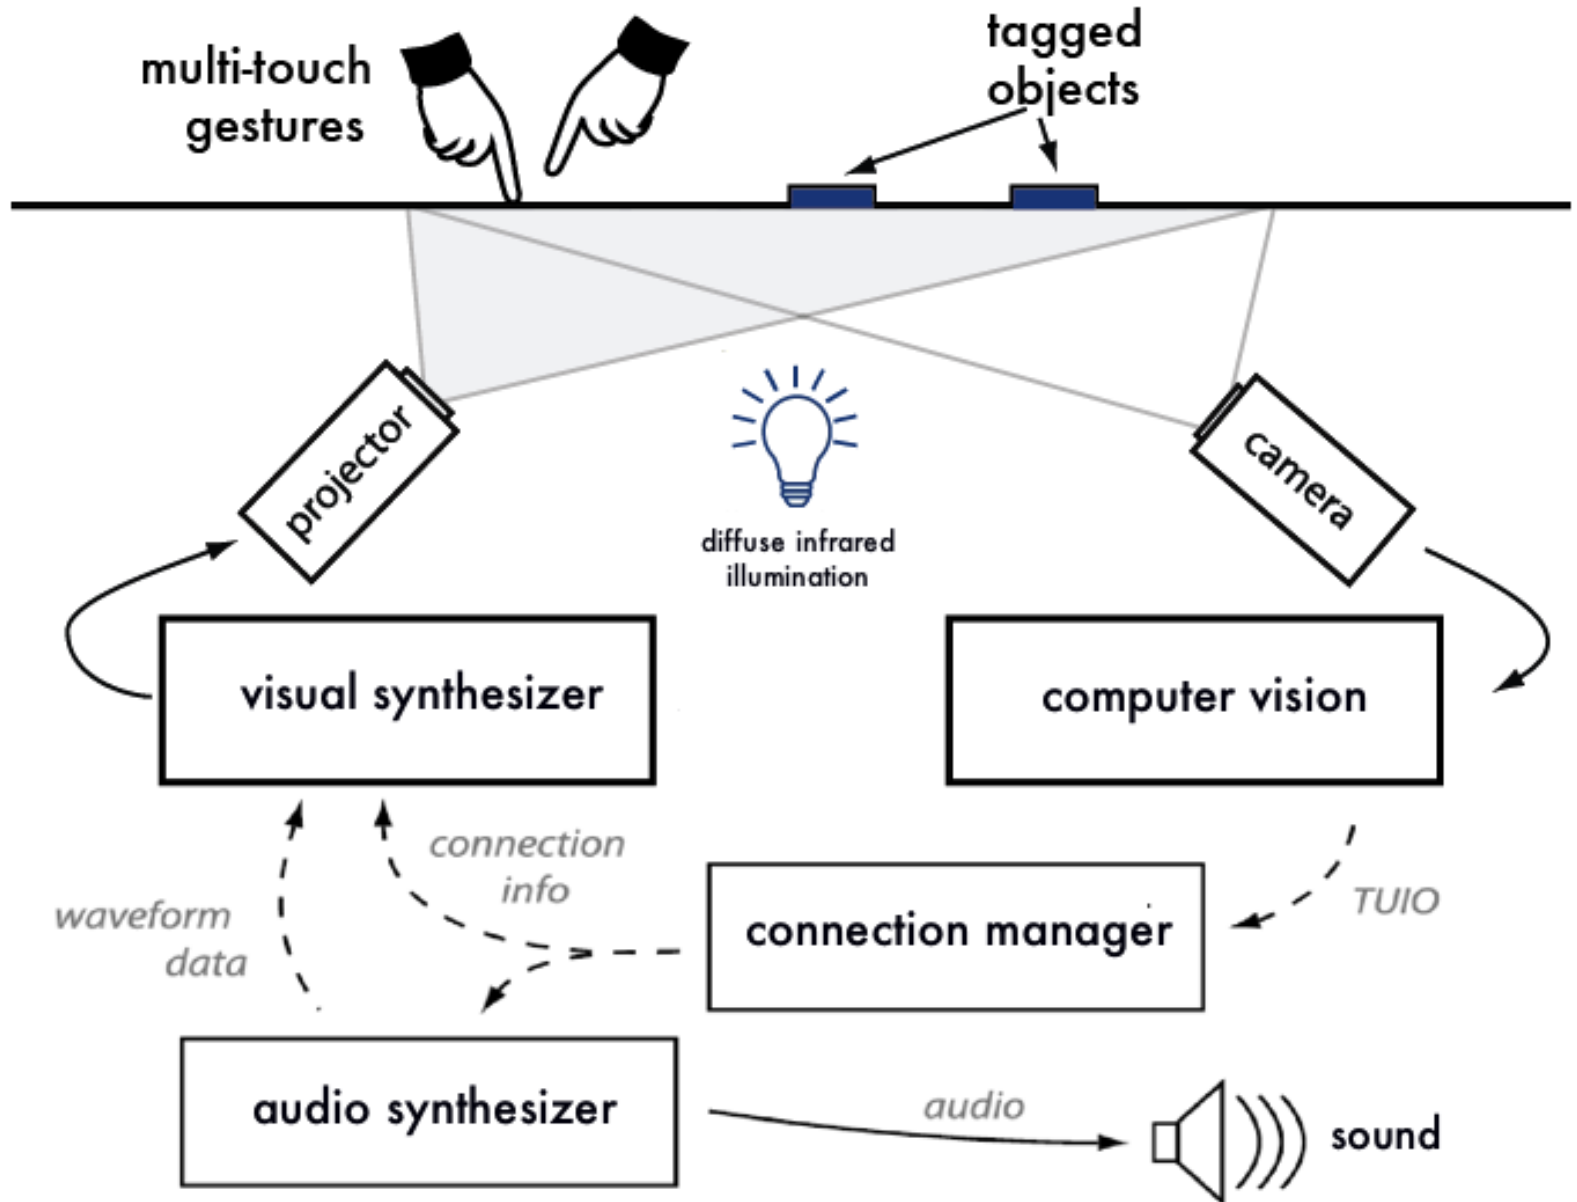 multi-touch
gestures
tagged
objects
projector
camera
diffuse infrared
illumination
visual synthesizer
computer vision
connection
info
waveform
data
connection manager
TUIO
audio synthesizer
audio
sound